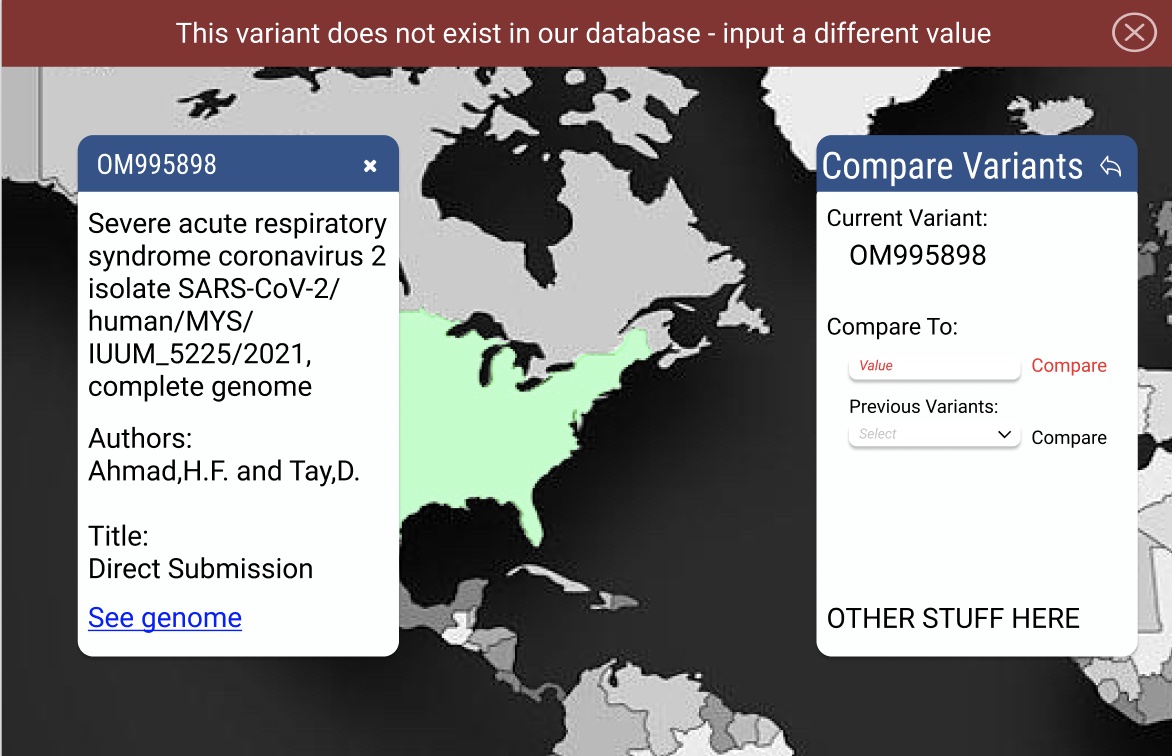 This variant does not exist in our database - input a different value
OM995898
Severe acute respiratory
syndrome coronavirus 2
isolate SARS-CoV-2/
human/MYS/
IUUM_5225/2021,
complete genome
Authors:
Ahmad,H.F. and Tay,D.
Title:
Direct Submission
See genome
Compare Variants
Current Variant:
OM995898
Compare To:
Value Compare
Previous Variants:
Select Compare
OTHER STUFF HERE